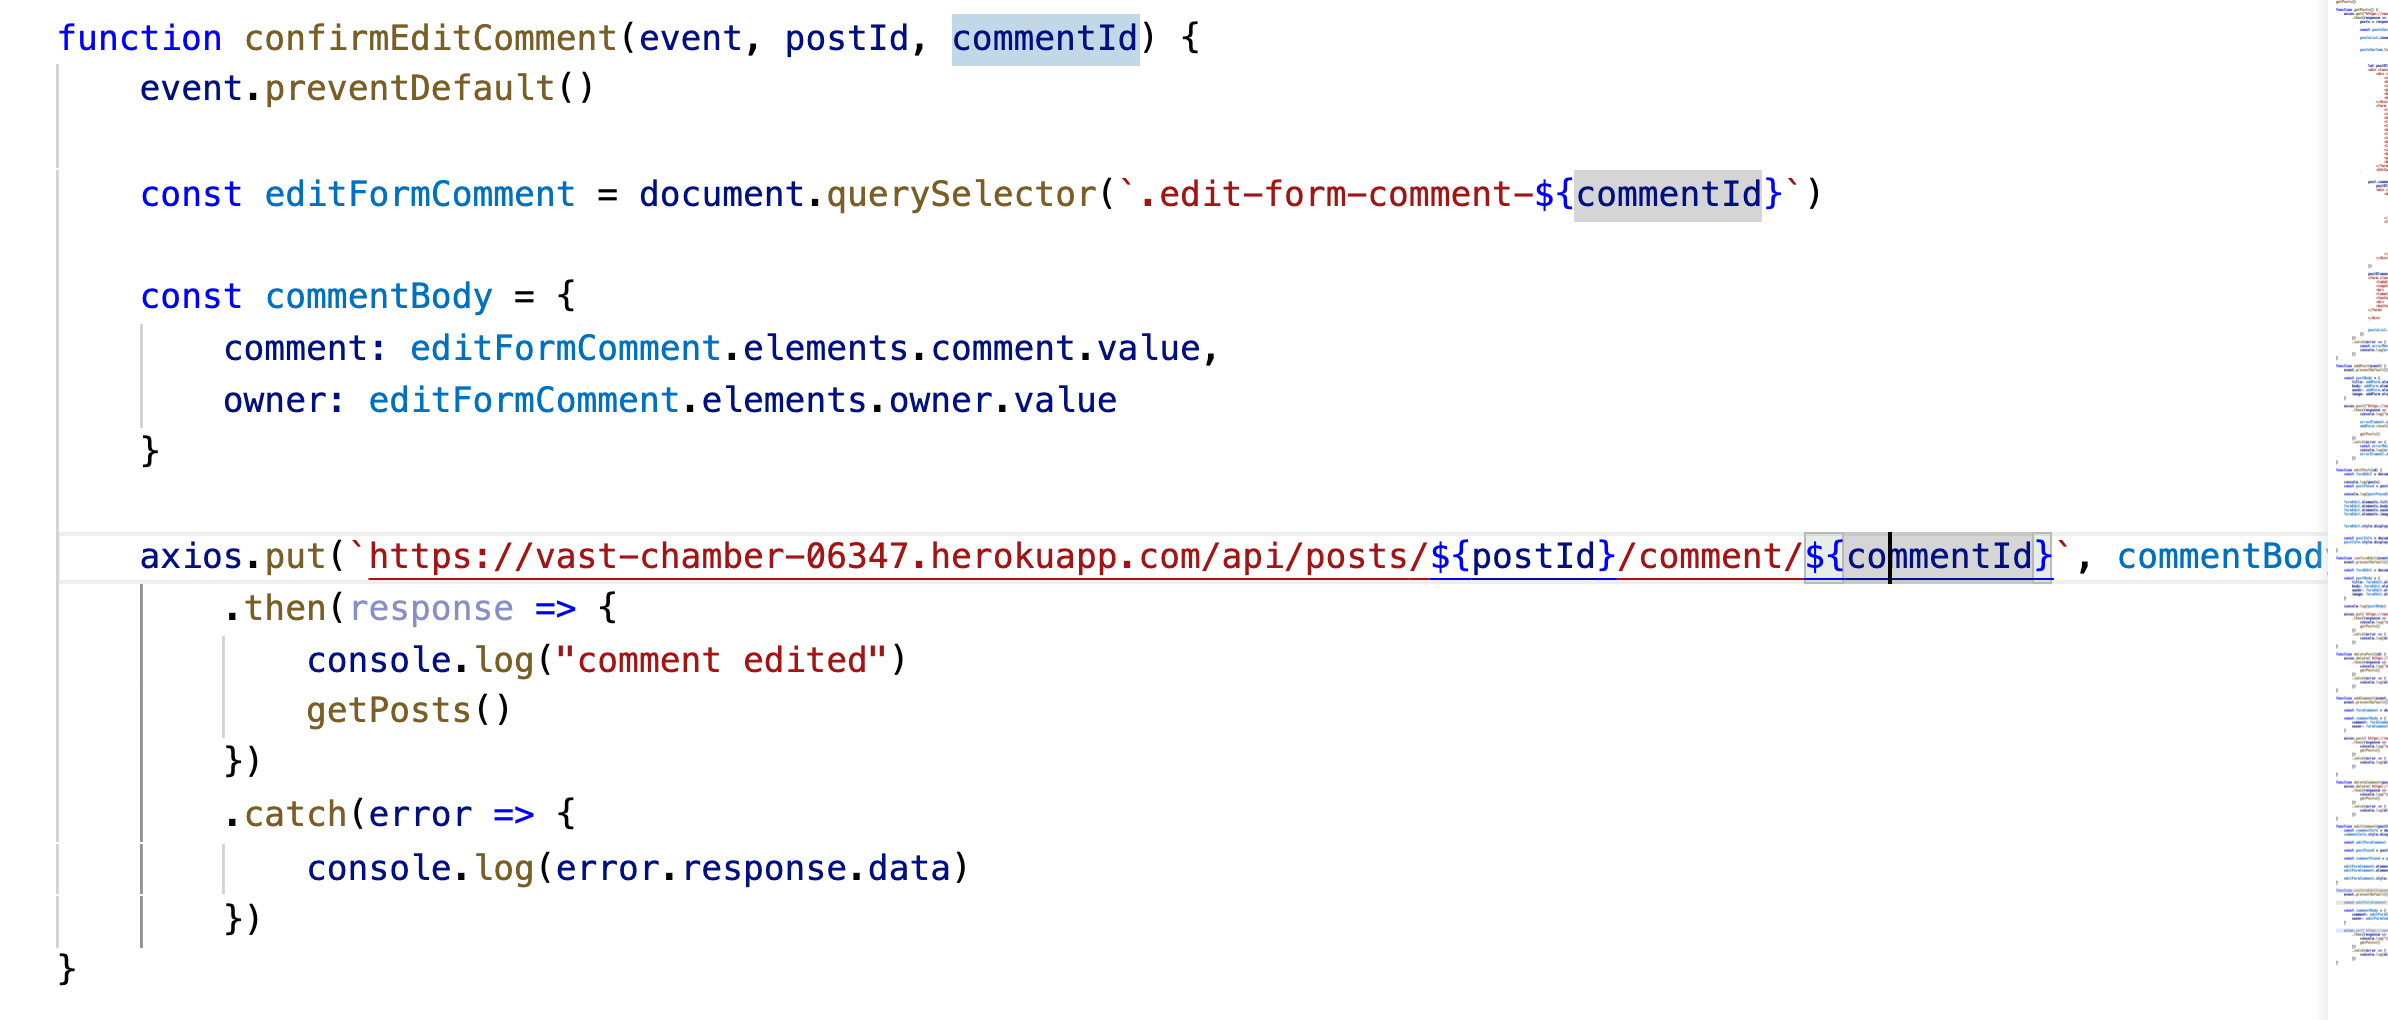 function confirmEditComment(event, postId, commentId) {
    event.preventDefault()

    const editFormComment = document.querySelector(`.edit-form-comment-${commentId}`)

    const commentBody = {
        comment: editFormComment.elements.comment.value,
        owner: editFormComment.elements.owner.value
    }

    axios.put(`https://vast-chamber-06347.herokuapp.com/api/posts/${postId}/comment/${commentId}`, commentBod
        .then(response => {
            console.log("comment edited")
            getPosts()
        })
        .catch(error => {
            console.log(error.response.data)
        })
}